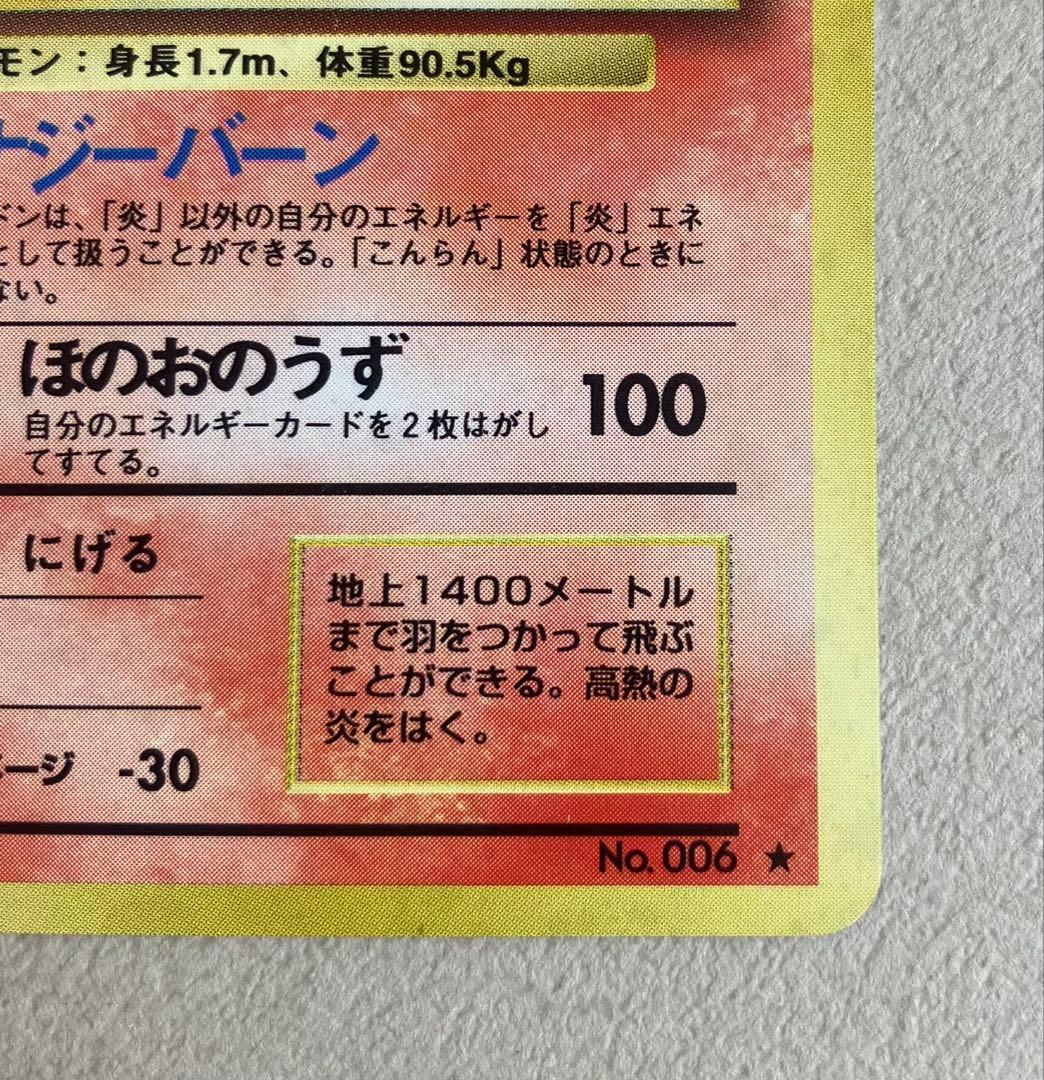 モン：身長1.7m、体重90.5Kg
ジーバーン
ドンは、「炎」以外の自分のエネルギーを「炎」エネ
として扱うことができる。「こんらん」状態のときに
ない。
ほのおのうず 100
自分のエネルギーカードを2枚はがし
てすてる。
にげる
地上1400メートル
まで羽をつかって飛ぶ
ことができる。高熱の
炎をはく。
ージ -30
No.006 ★